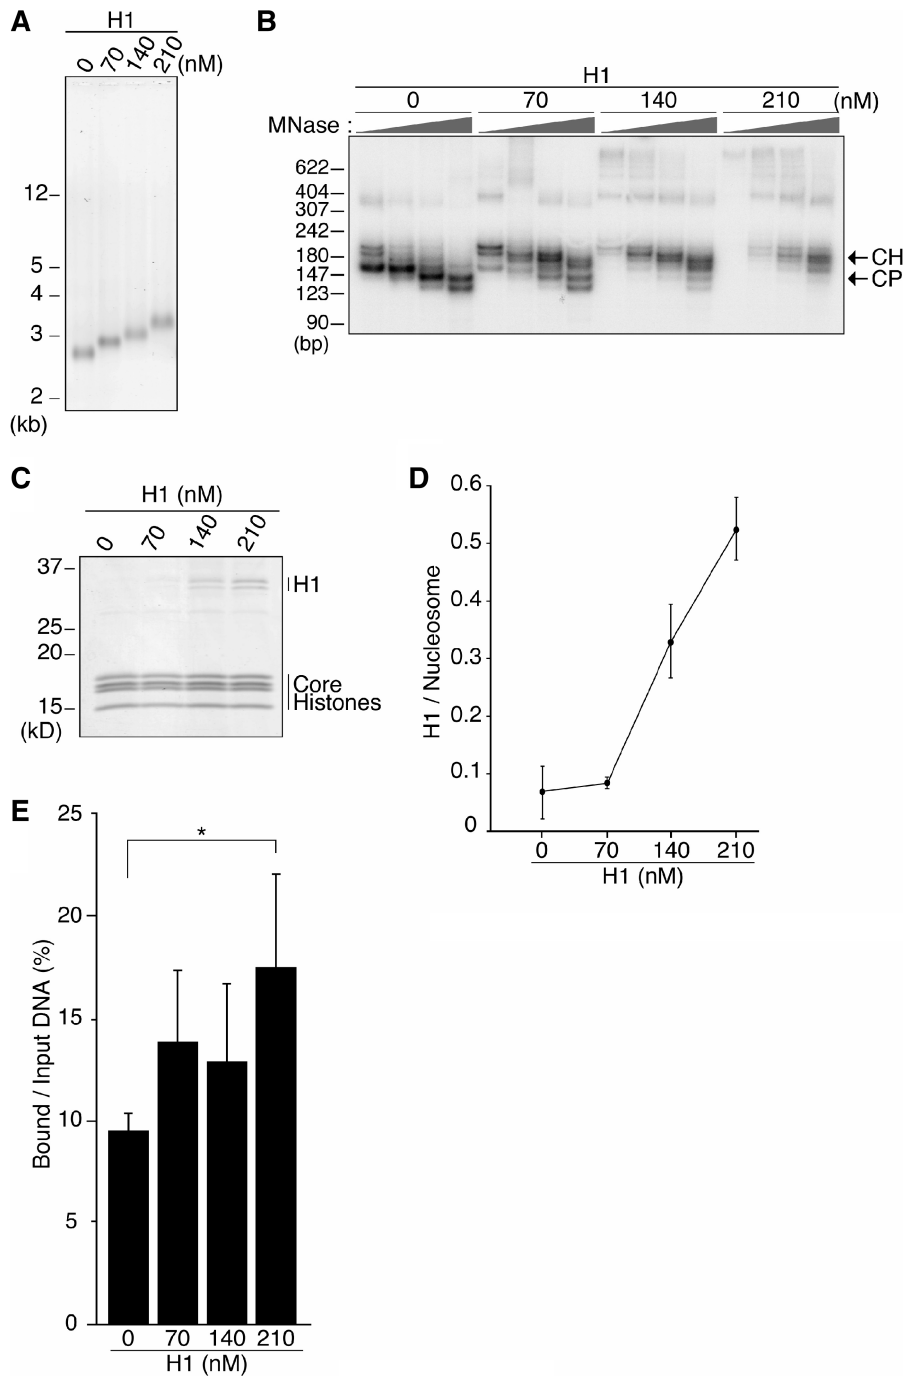 A
H1
0 70 140 210 (nM)
12
5
4
3
2
(kb)
B
H1
0 70 140 210 (nM)
MNase :
622
404
307
242
180
147
123
90
(bp)
CH
CP
C
H1 (nM)
0 70 140 210
37
25
20
15
(kD)
H1
Core
Histones
D
0.6
0.5
0.4
0.3
0.2
0.1
0
H1 / Nucleosome
0 70 140 210
H1 (nM)
E
25
20
15
10
5
0
Bound / Input DNA (%)
*
0 70 140 210
H1 (nM)